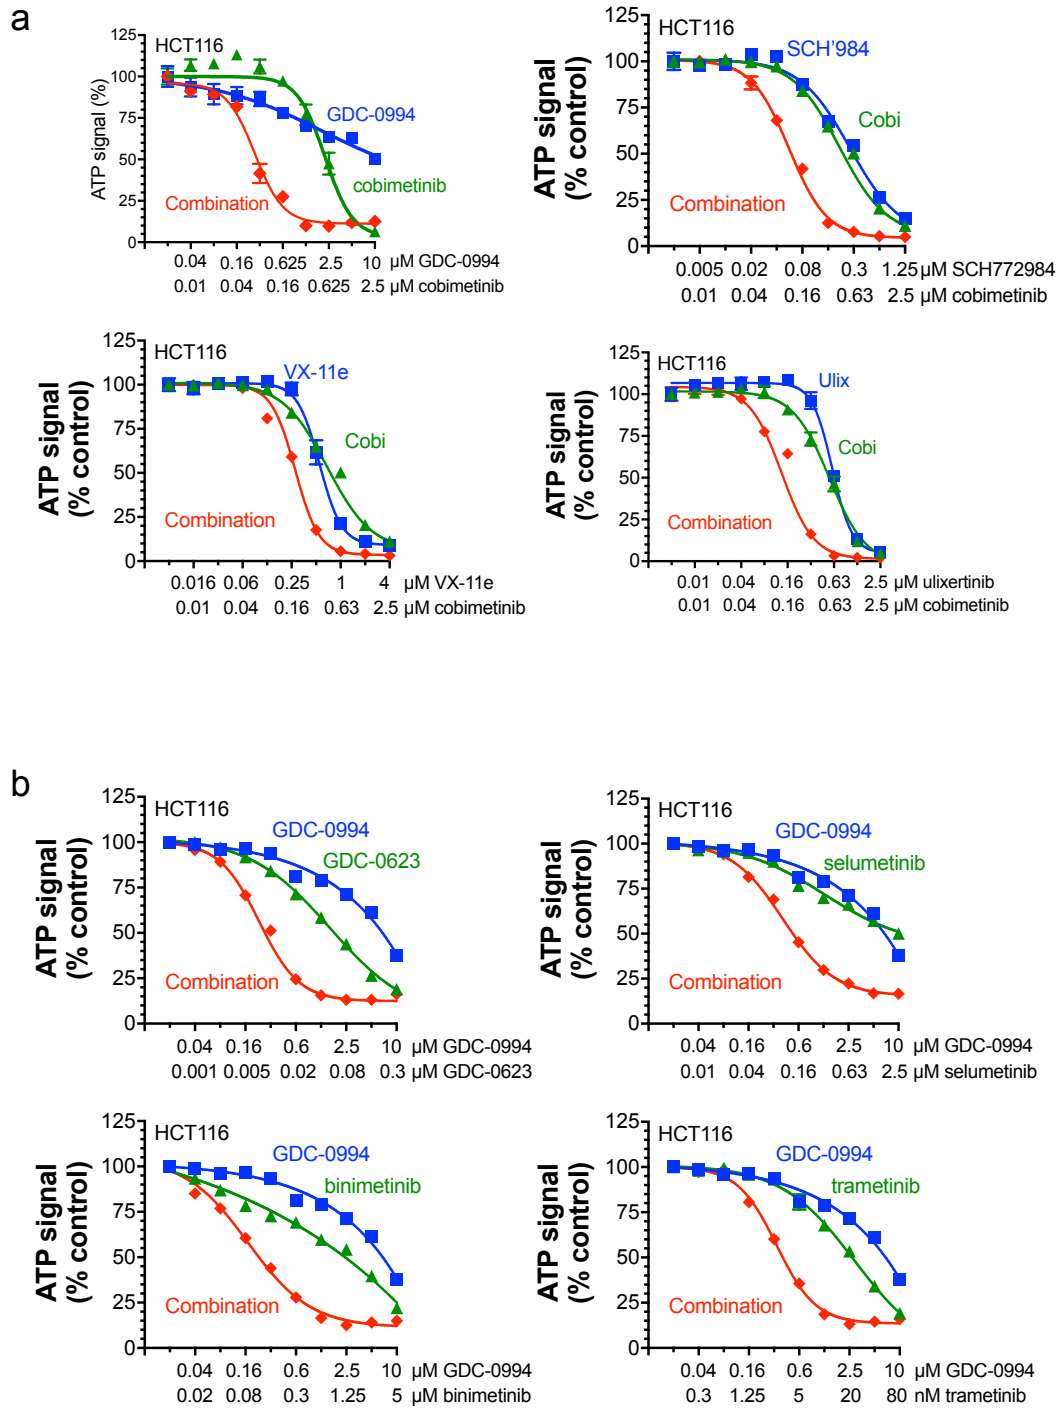 a
HCT116
125
100
75
50
25
0
ATP signal (%)
GDC-0994
cobimetinib
Combination
0.04 0.16 0.625 2.5 10 µM GDC-0994
0.01 0.04 0.16 0.625 2.5 µM cobimetinib
HCT116
125
100
75
50
25
0
ATP signal
(% control)
SCH'984
Cobi
Combination
0.005 0.02 0.08 0.3 1.25 µM SCH772984
0.01 0.04 0.16 0.63 2.5 µM cobimetinib
HCT116
125
100
75
50
25
0
ATP signal
(% control)
VX-11e
Cobi
Combination
0.016 0.06 0.25 1 4 µM VX-11e
0.01 0.04 0.16 0.63 2.5 µM cobimetinib
HCT116
125
100
75
50
25
0
ATP signal
(% control)
Ulix
Cobi
Combination
0.01 0.04 0.16 0.63 2.5 µM ulixertinib
0.01 0.04 0.16 0.63 2.5 µM cobimetinib
b
HCT116
125
100
75
50
25
0
ATP signal
(% control)
GDC-0994
GDC-0623
Combination
0.04 0.16 0.6 2.5 10 µM GDC-0994
0.001 0.005 0.02 0.08 0.3 µM GDC-0623
HCT116
125
100
75
50
25
0
ATP signal
(% control)
GDC-0994
selumetinib
Combination
0.04 0.16 0.6 2.5 10 µM GDC-0994
0.01 0.04 0.16 0.63 2.5 µM selumetinib
HCT116
125
100
75
50
25
0
ATP signal
(% control)
GDC-0994
binimetinib
Combination
0.04 0.16 0.6 2.5 10 µM GDC-0994
0.02 0.08 0.3 1.25 5 µM binimetinib
HCT116
125
100
75
50
25
0
ATP signal
(% control)
GDC-0994
trametinib
Combination
0.04 0.16 0.6 2.5 10 µM GDC-0994
0.3 1.25 5 20 80 nM trametinib